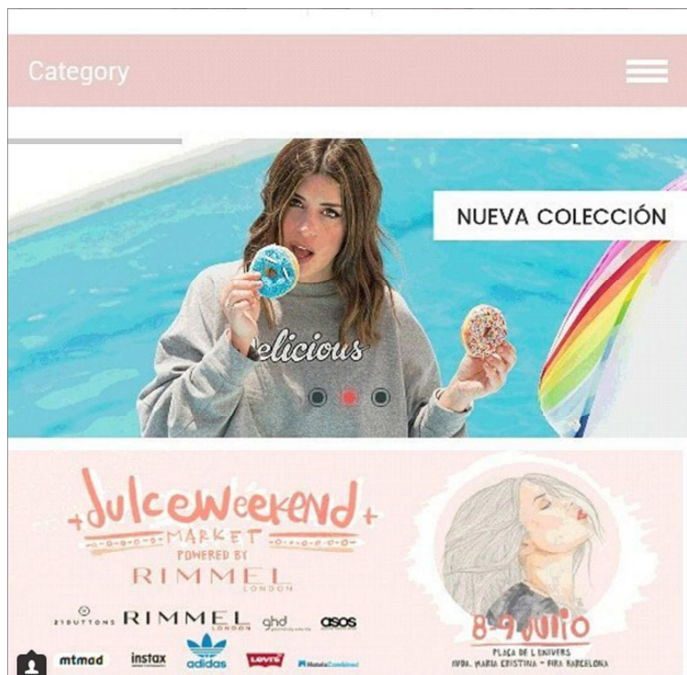 Category
NUEVA COLECCIÓN
elicious
+ dulceweekend +
MARKET
POWERED BY
RIMMEL
LONDON
21BUTTONS RIMMEL LONDON ghd asos
mtmad instax adidas Levi's HotelsCombined
8-9 JULIO
PLAÇA DE L UNIVERS
AVDA. MARIA CRISTINA - FIRA BARCELONA